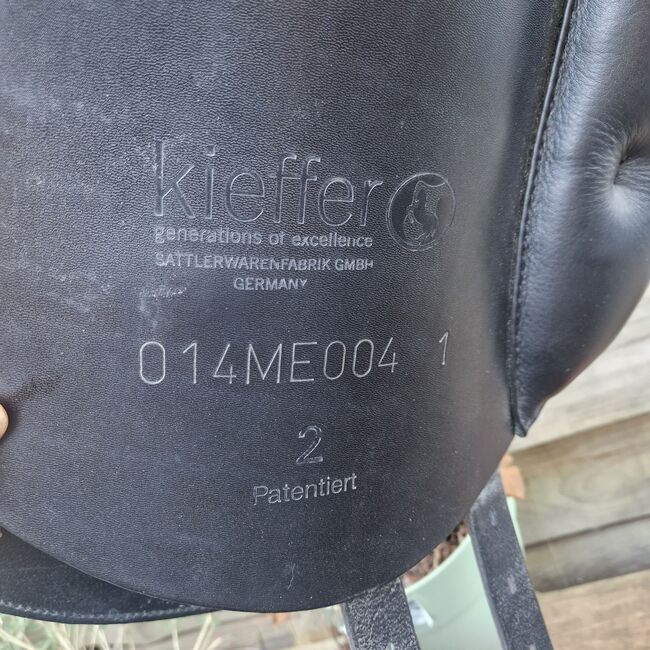 kieffer
generations of excellence
SATTLERWARENFABRIK GMBH
GERMANY
014ME004 1
2
Patentiert